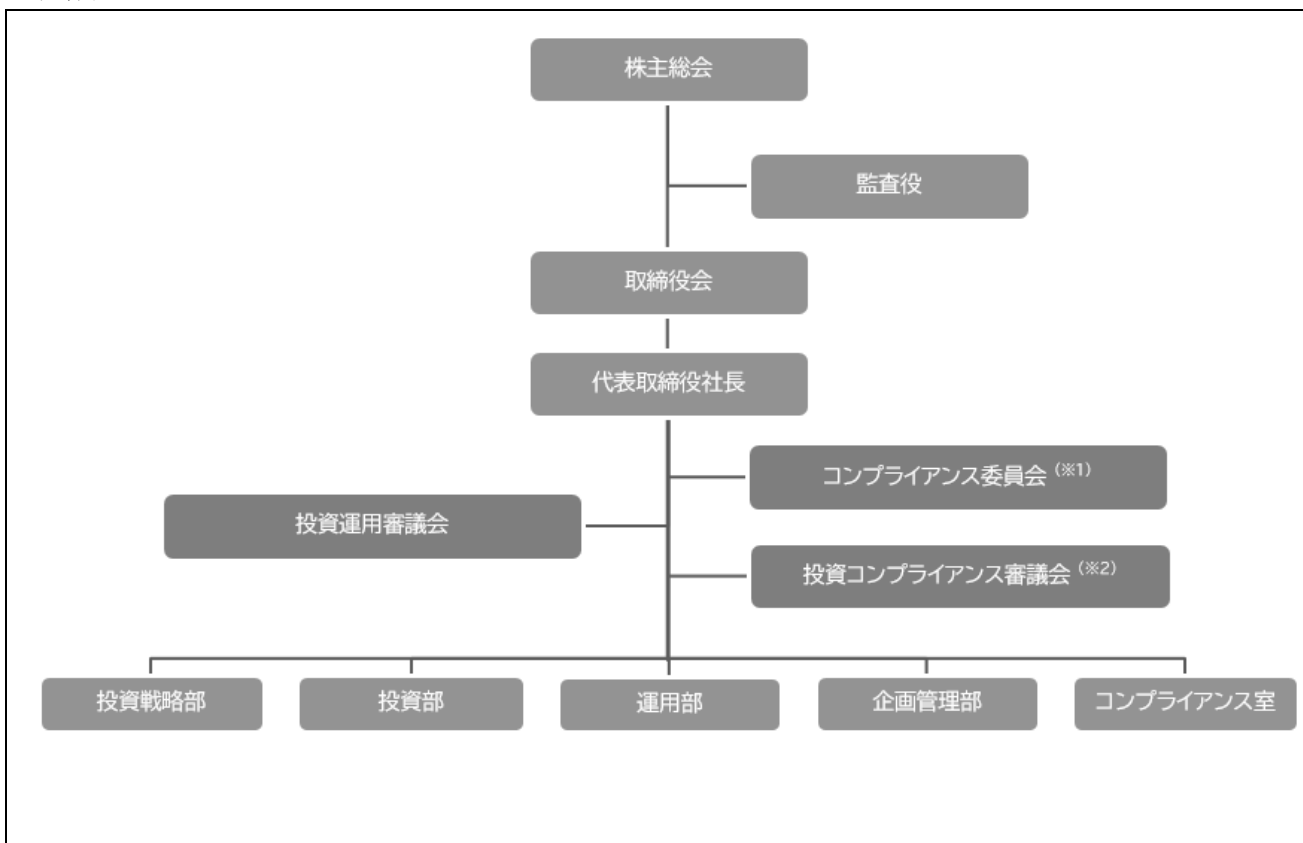 株主総会
監査役
取締役会
代表取締役社長
コンプライアンス委員会 (※1)
投資運用審議会
投資コンプライアンス審議会 (※2)
投資戦略部
投資部
運用部
企画管理部
コンプライアンス室